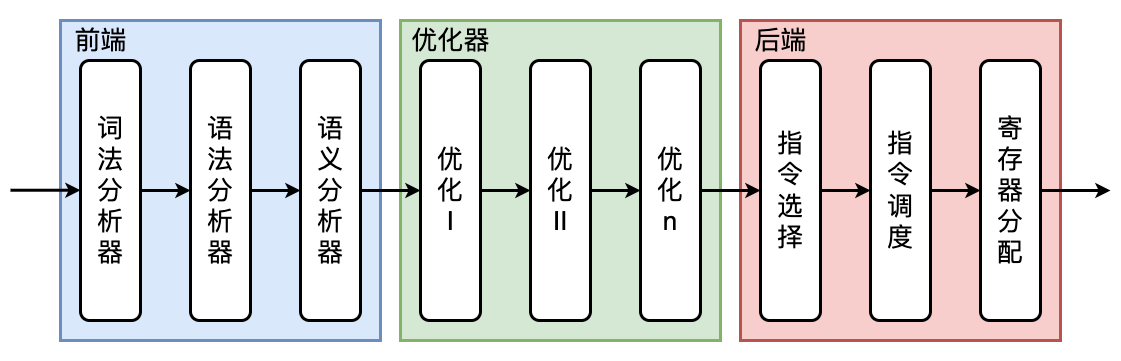 前端
词法分析器
语法分析器
语义分析器
优化器
优化I
优化II
优化n
后端
指令选择
指令调度
寄存器分配